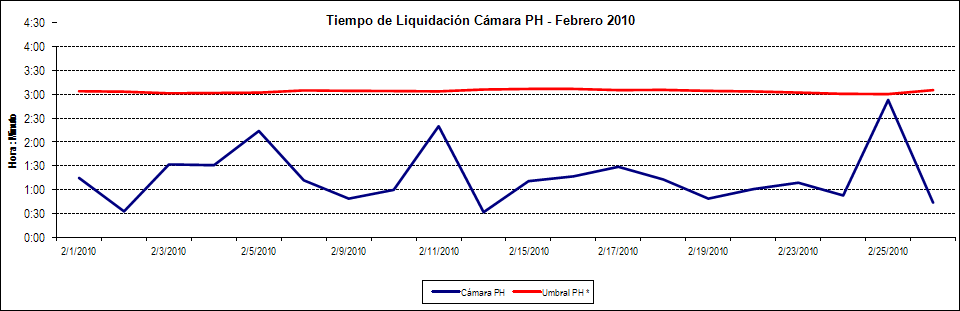 Tiempo de Liquidación Cámara PH - Febrero 2010
4:30
4:00
3:30
3:00
2:30
2:00
1:30
1:00
0:30
0:00
Hora : Minuto
2/1/2010 2/3/2010 2/5/2010 2/9/2010 2/11/2010 2/15/2010 2/17/2010 2/19/2010 2/23/2010 2/25/2010
Cámara PH Umbral PH *